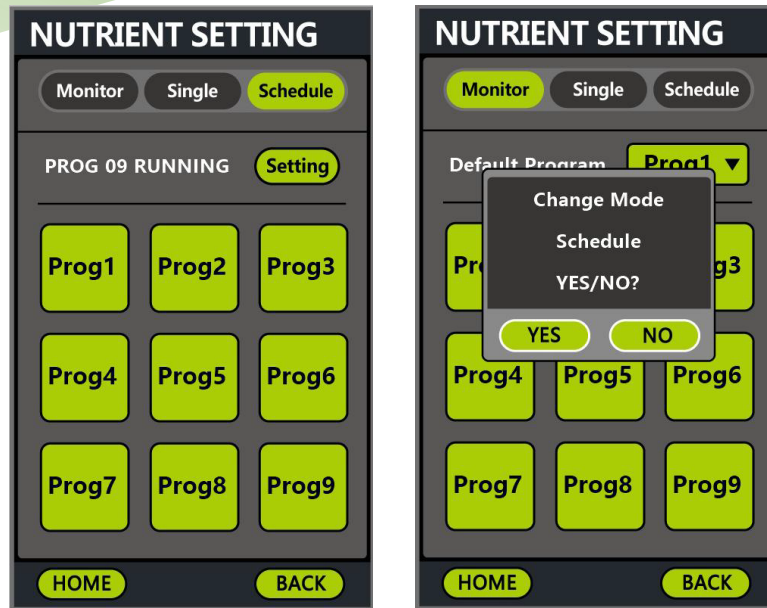 NUTRIENT SETTING
Monitor Single Schedule
PROG 09 RUNNING Setting
Prog1 Prog2 Prog3
Prog4 Prog5 Prog6
Prog7 Prog8 Prog9
HOME BACK
NUTRIENT SETTING
Monitor Single Schedule
Default Program Prog1
Change Mode
Schedule
YES/NO?
YES NO
Pr g3
Prog4 Prog5 Prog6
Prog7 Prog8 Prog9
HOME BACK